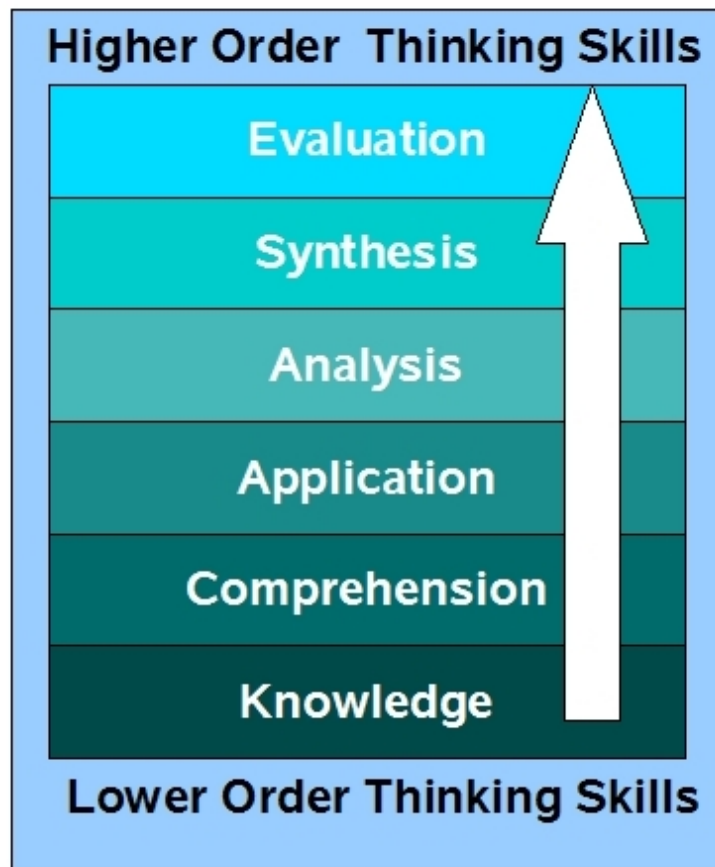 Higher Order Thinking Skills
Evaluation
Synthesis
Analysis
Application
Comprehension
Knowledge
Lower Order Thinking Skills